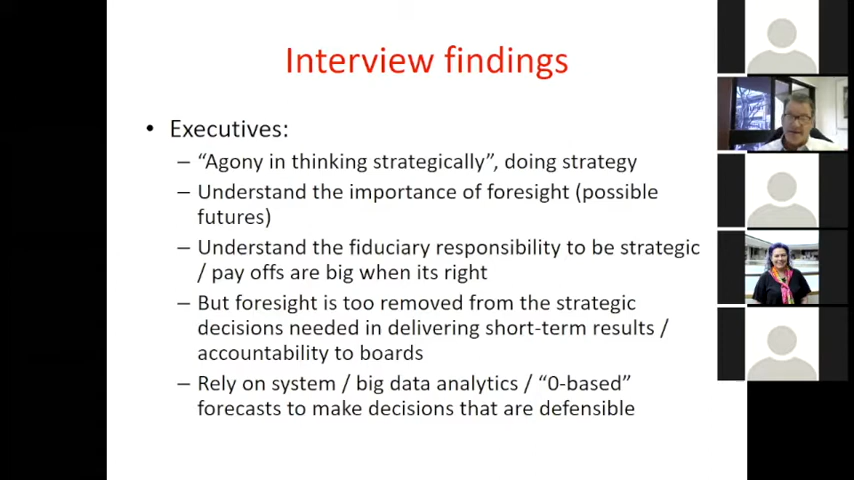 Interview findings
• Executives:
– “Agony in thinking strategically”, doing strategy
– Understand the importance of foresight (possible
futures)
– Understand the fiduciary responsibility to be strategic
/ pay offs are big when its right
– But foresight is too removed from the strategic
decisions needed in delivering short-term results /
accountability to boards
– Rely on system / big data analytics / “0-based”
forecasts to make decisions that are defensible